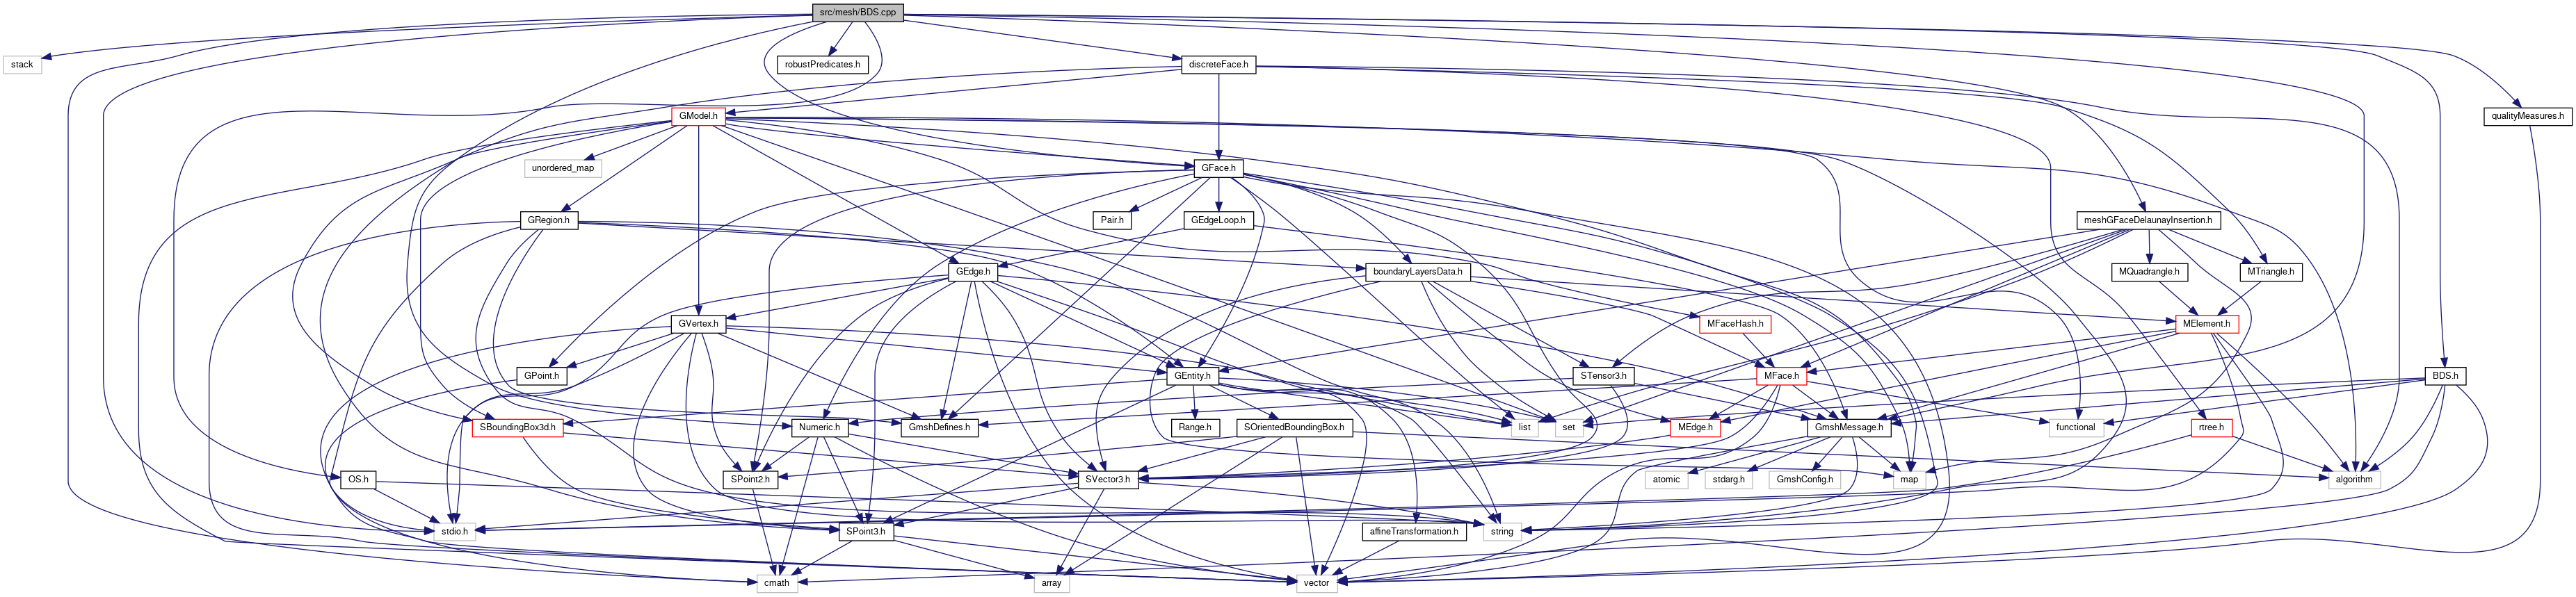 src/mesh/BDS.cpp
stack
robustPredicates.h
discreteFace.h
GModel.h
qualityMeasures.h
unordered_map
GFace.h
GRegion.h
Pair.h
GEdgeLoop.h
meshGFaceDelaunayInsertion.h
GEdge.h
boundaryLayersData.h
MQuadrangle.h
MTriangle.h
GVertex.h
MFaceHash.h
MElement.h
GPoint.h
GEntity.h
STensor3.h
MFace.h
BDS.h
SBoundingBox3d.h
Numeric.h
GmshDefines.h
Range.h
SOrientedBoundingBox.h
list
set
MEdge.h
GmshMessage.h
functional
rtree.h
OS.h
SPoint2.h
SVector3.h
atomic
stdarg.h
GmshConfig.h
map
algorithm
stdio.h
SPoint3.h
affineTransformation.h
string
cmath
array
vector